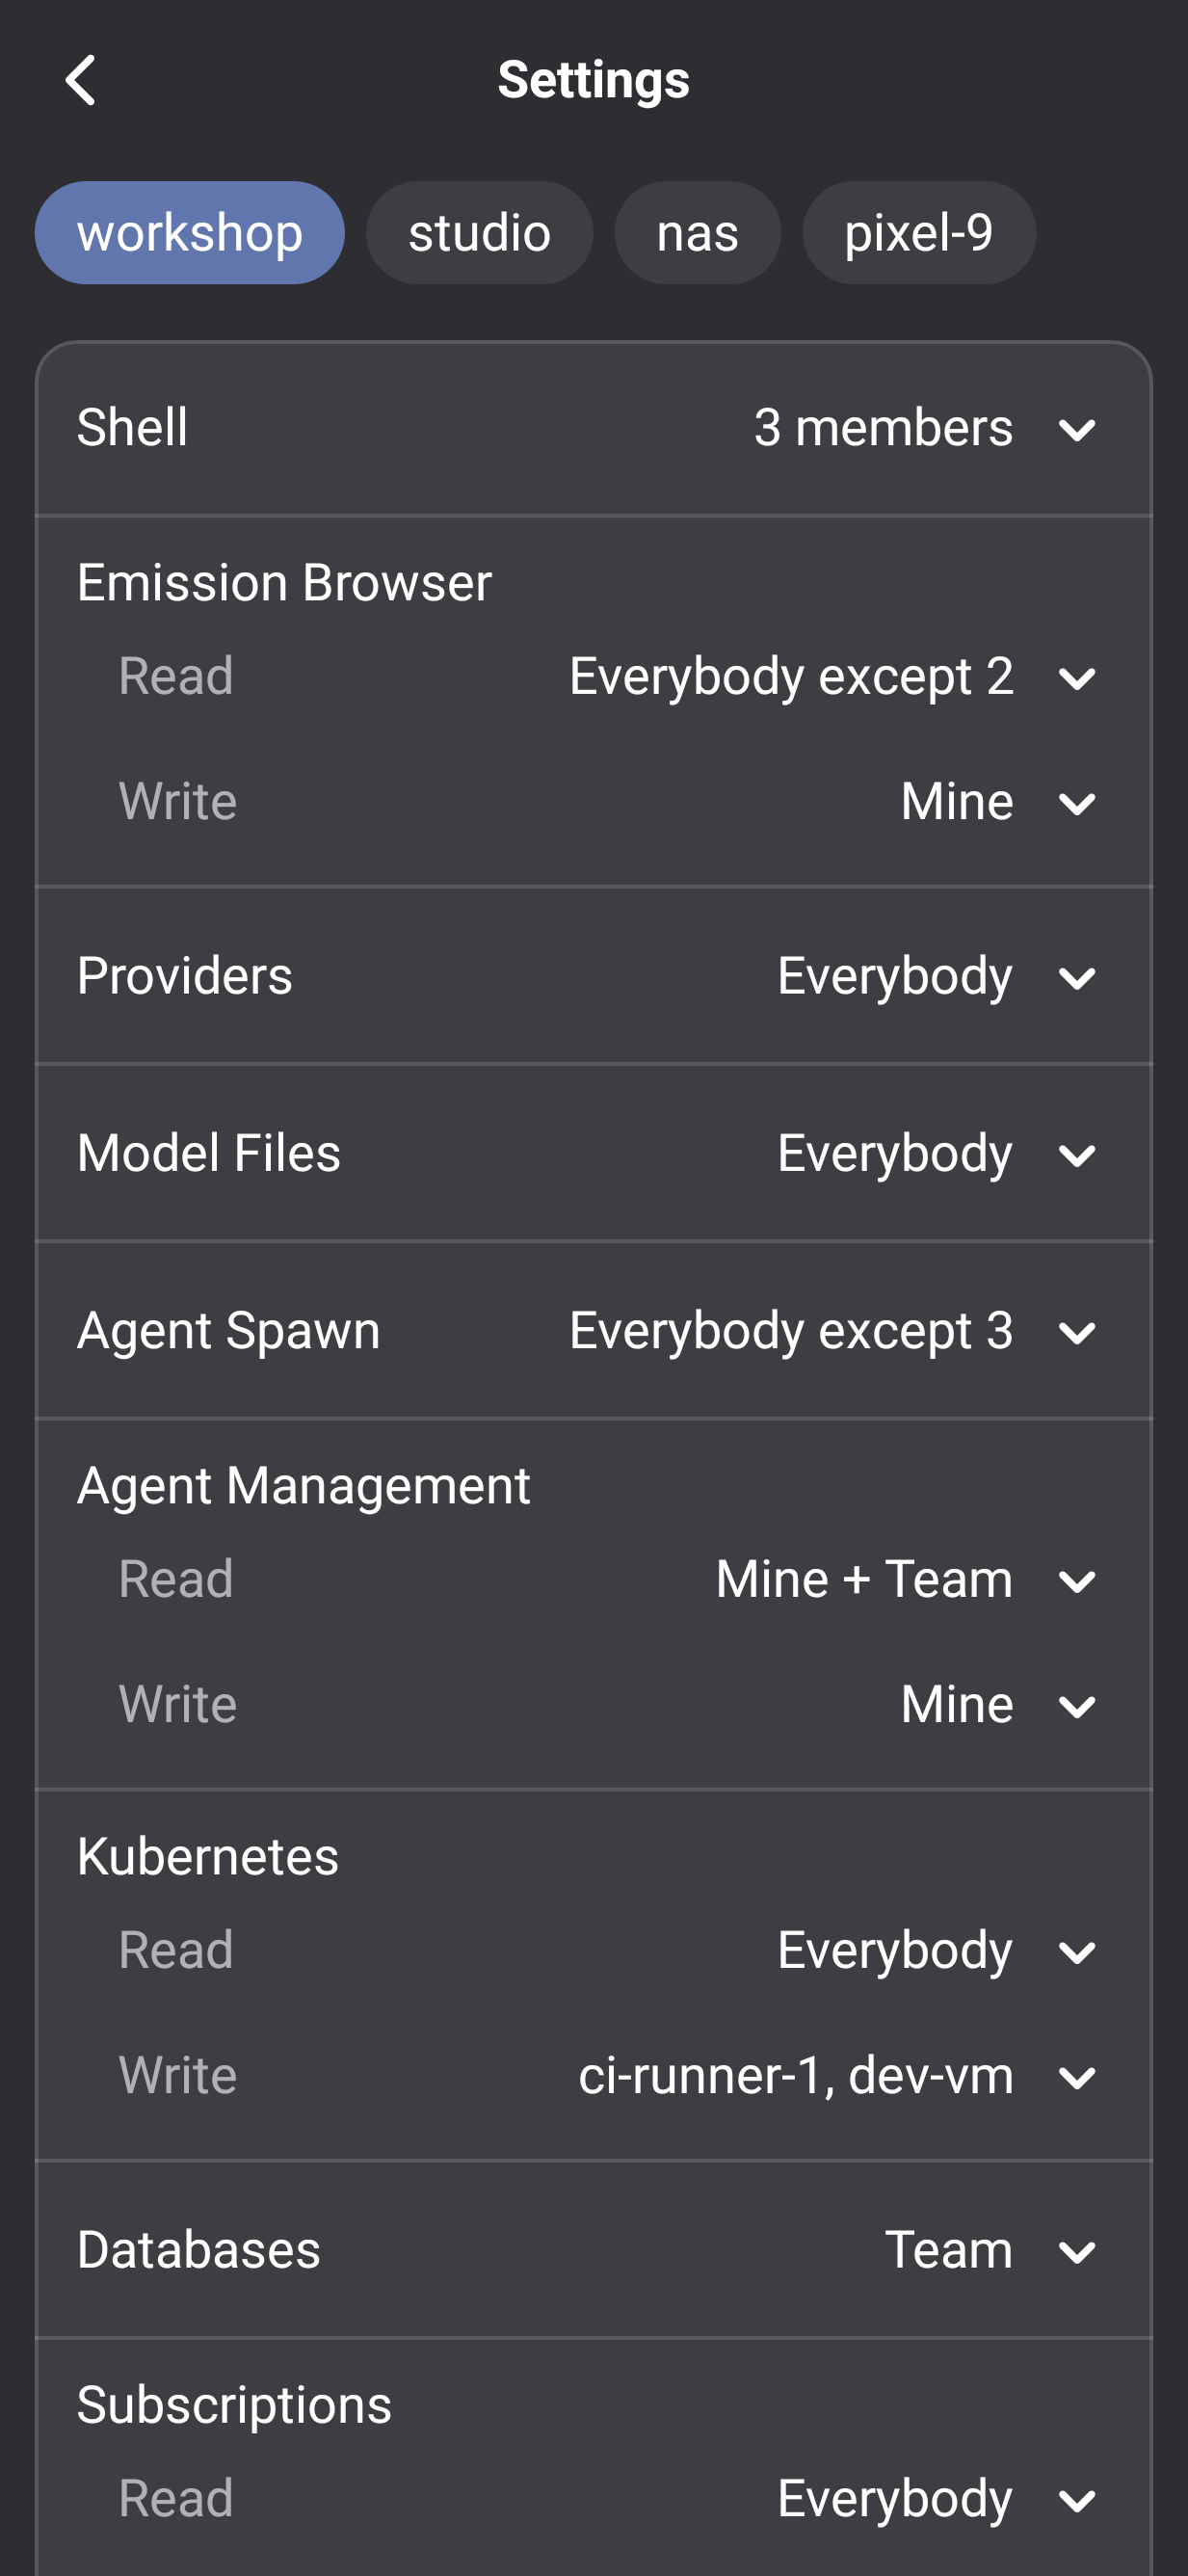 Settings
workshop studio nas pixel-9
Shell 3 members
Emission Browser
Read Everybody except 2
Write Mine
Providers Everybody
Model Files Everybody
Agent Spawn Everybody except 3
Agent Management
Read Mine + Team
Write Mine
Kubernetes
Read Everybody
Write ci-runner-1, dev-vm
Databases Team
Subscriptions
Read Everybody